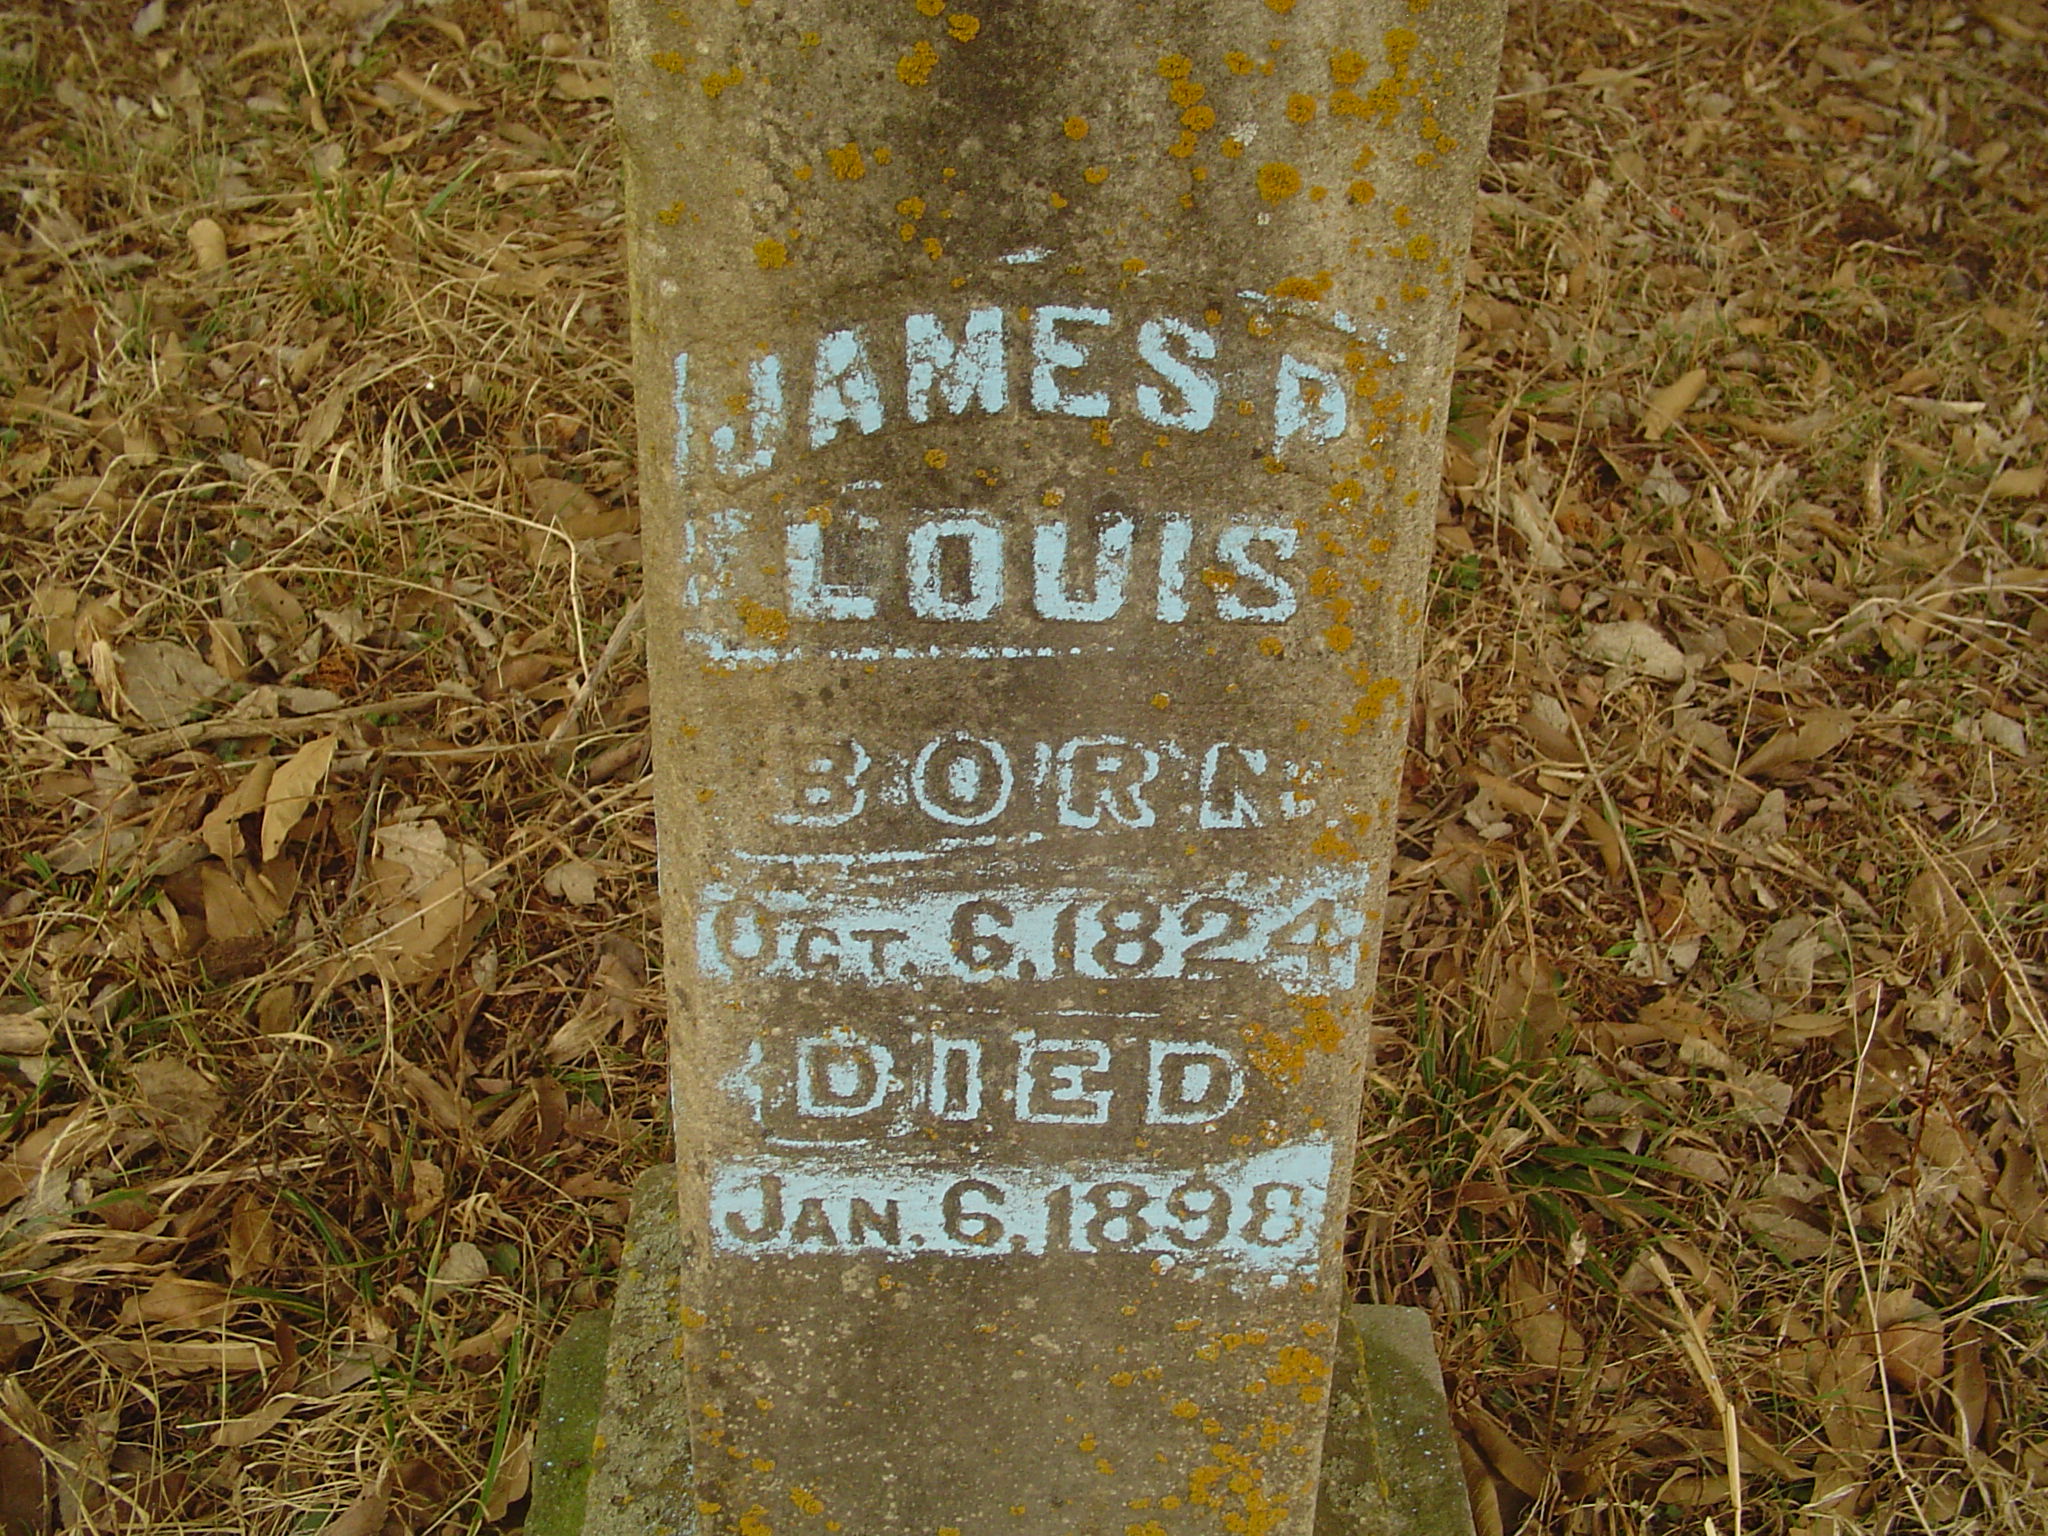 JAMES P
LOUIS
BORN
OCT. 6, 1824
DIED
JAN. 6, 1898